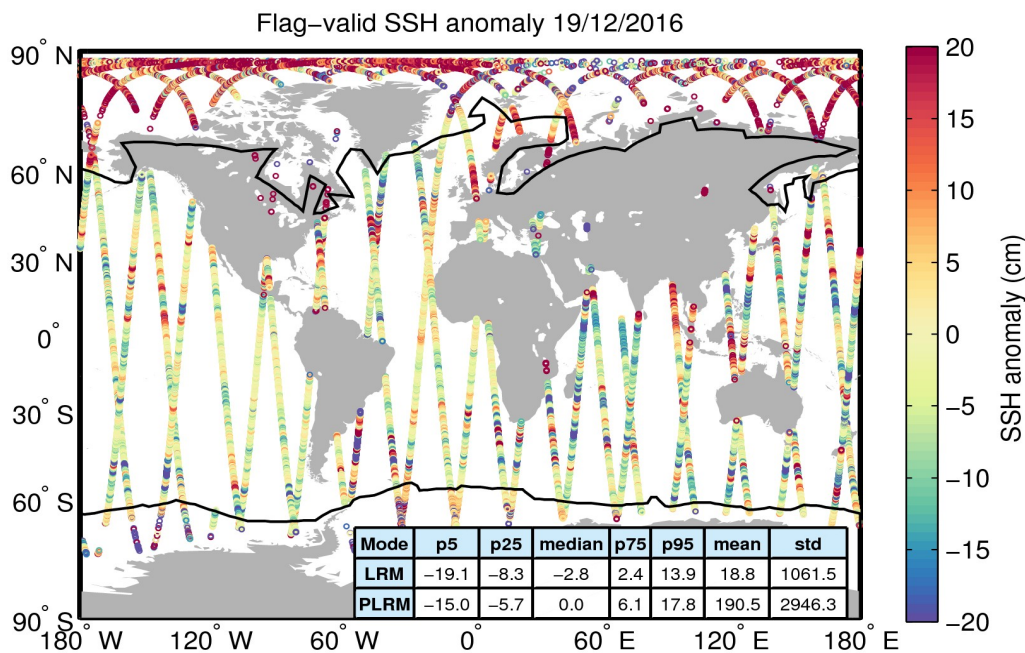 Flag−valid SSH anomaly 19/12/2016
90° N
60° N
30° N
0°
30° S
60° S
90° S
180° W
120° W
60° W
0°
60° E
120° E
180° E
Mode p5 p25 median p75 p95 mean std
LRM −19.1 −8.3 −2.8 2.4 13.9 18.8 1061.5
PLRM −15.0 −5.7 0.0 6.1 17.8 190.5 2946.3
20
15
10
5
0
−5
−10
−15
−20
SSH anomaly (cm)